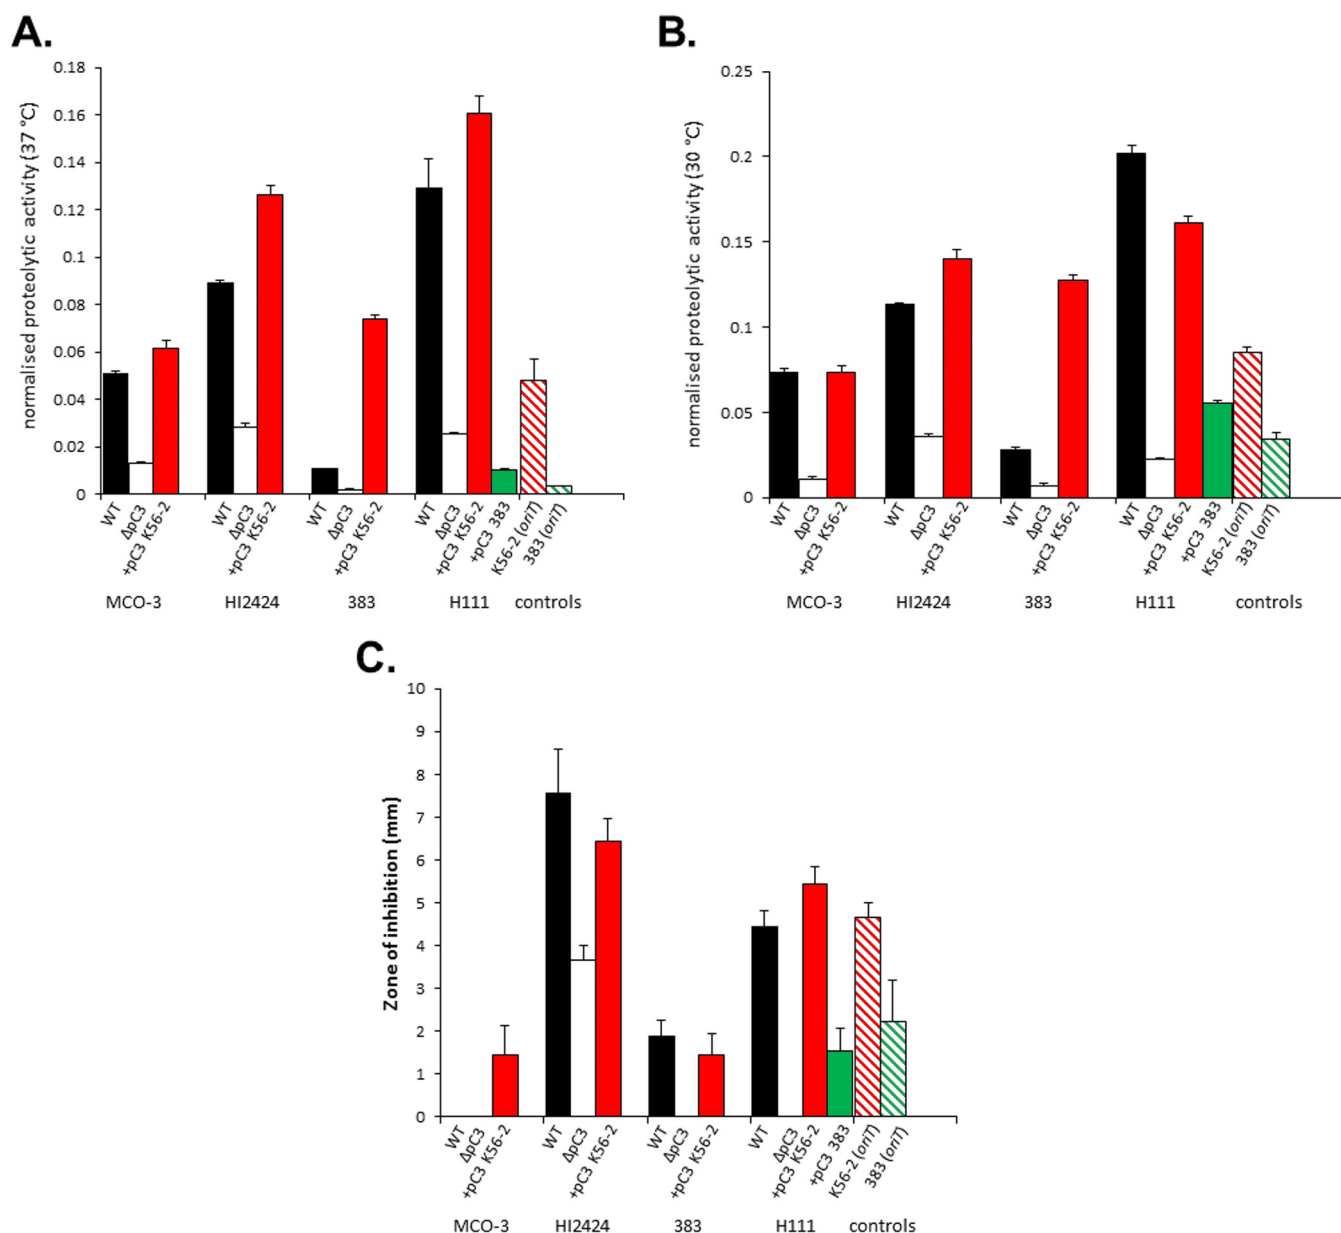 A.
normalised proteolytic activity (37 °C)
0.18
0.16
0.14
0.12
0.1
0.08
0.06
0.04
0.02
0
WT
ΔpC3
+pC3 K56-2
WT
ΔpC3
+pC3 K56-2
WT
ΔpC3
+pC3 K56-2
WT
ΔpC3
+pC3 K56-2
+pC3 383
K56-2 (oriT)
383 (oriT)
MCO-3 HI2424 383 H111 controls
B.
normalised proteolytic activity (30 °C)
0.25
0.2
0.15
0.1
0.05
0
WT
ΔpC3
+pC3 K56-2
WT
ΔpC3
+pC3 K56-2
WT
ΔpC3
+pC3 K56-2
WT
ΔpC3
+pC3 K56-2
+pC3 383
K56-2 (oriT)
383 (oriT)
MCO-3 HI2424 383 H111 controls
C.
Zone of inhibition (mm)
10
9
8
7
6
5
4
3
2
1
0
WT
ΔpC3
+pC3 K56-2
WT
ΔpC3
+pC3 K56-2
WT
ΔpC3
+pC3 K56-2
WT
ΔpC3
+pC3 K56-2
+pC3 383
K56-2 (oriT)
383 (oriT)
MCO-3 HI2424 383 H111 controls